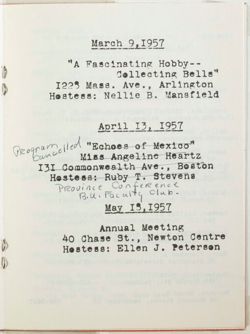 March 9,1957
"A Fascinating Hobby--
Collecting Bells"
1223 Mass. Ave., Arlington
Hostess: Nellie B. Mansfield
April 13, 1957
Program
Cancelled
"Echoes of Mexico"
Miss Angeline Heartz
131 Commonwealth Ave., Boston
Hostess: Ruby T. Stevens
Province Conference
B.U. Faculty Club.
May 18,1957
Annual Meeting
40 Chase St., Newton Centre
Hostess: Ellen J. Peterson